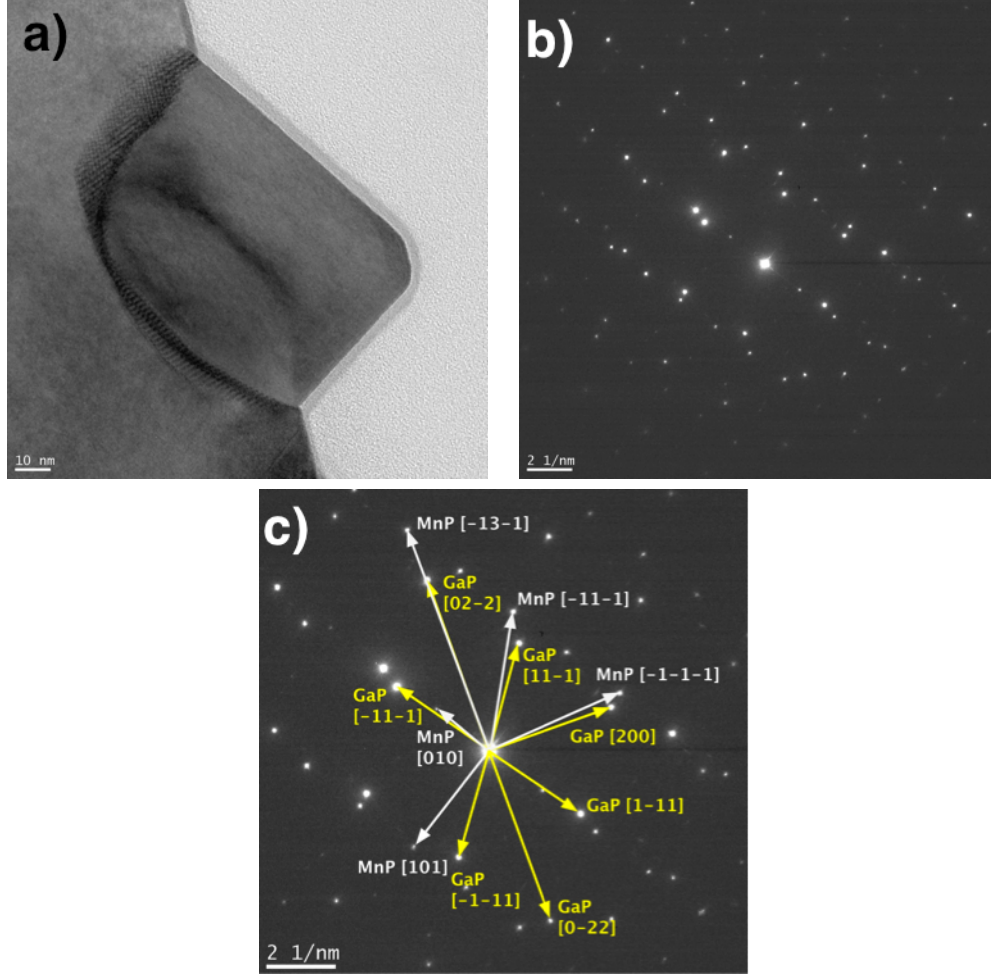 a)
10 nm
b)
2 1/nm
c)
MnP [-13-1]
GaP
[02-2]
MnP [-11-1]
GaP
[11-1]
MnP [-1-1-1]
GaP
[-11-1]
GaP [200]
MnP
[010]
GaP [1-11]
MnP [101]
GaP
[-1-11]
GaP
[0-22]
2 1/nm